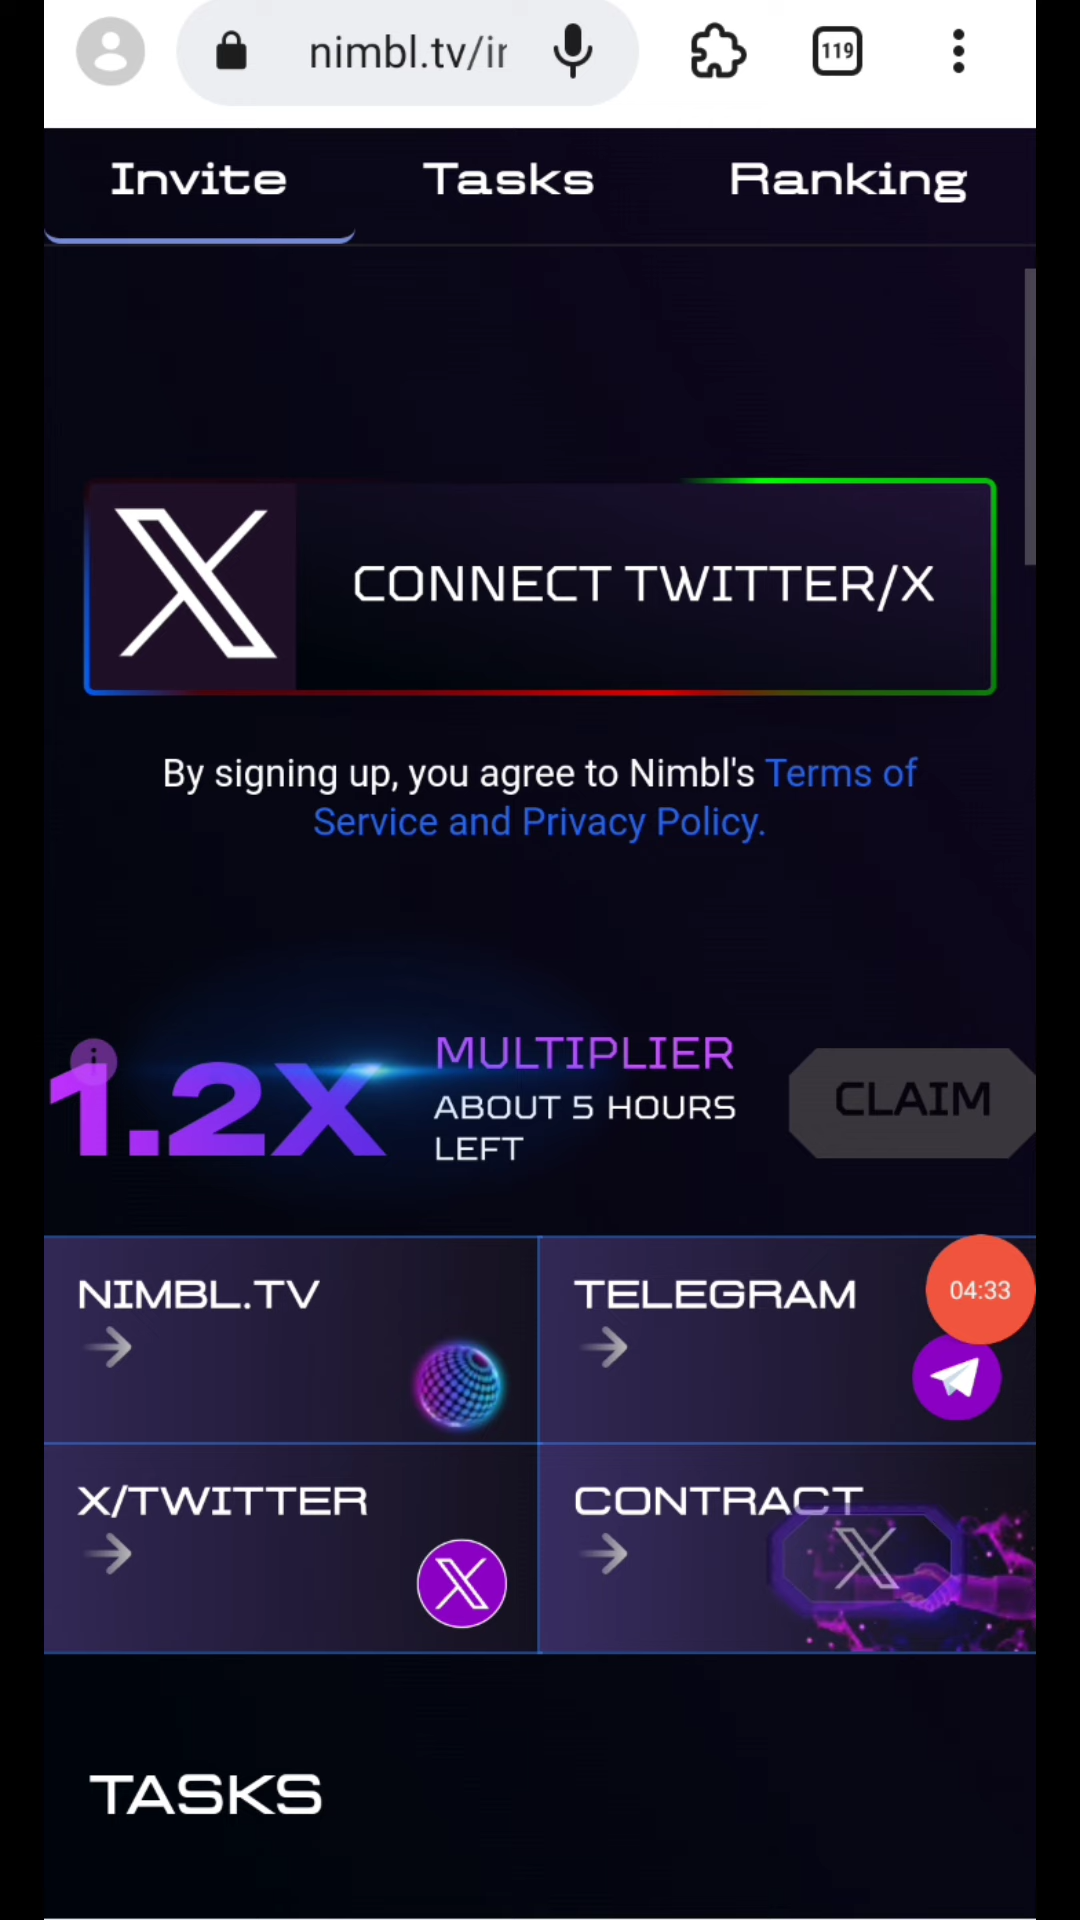 nimbl.tv/ir
119
Invite
Tasks
Ranking
CONNECT TWITTER/X
By signing up, you agree to Nimbl's Terms of
Service and Privacy Policy.
1.2X
MULTIPLIER
ABOUT 5 HOURS
LEFT
CLAIM
NIMBL.TV
TELEGRAM
04:33
X/TWITTER
CONTRACT
TASKS